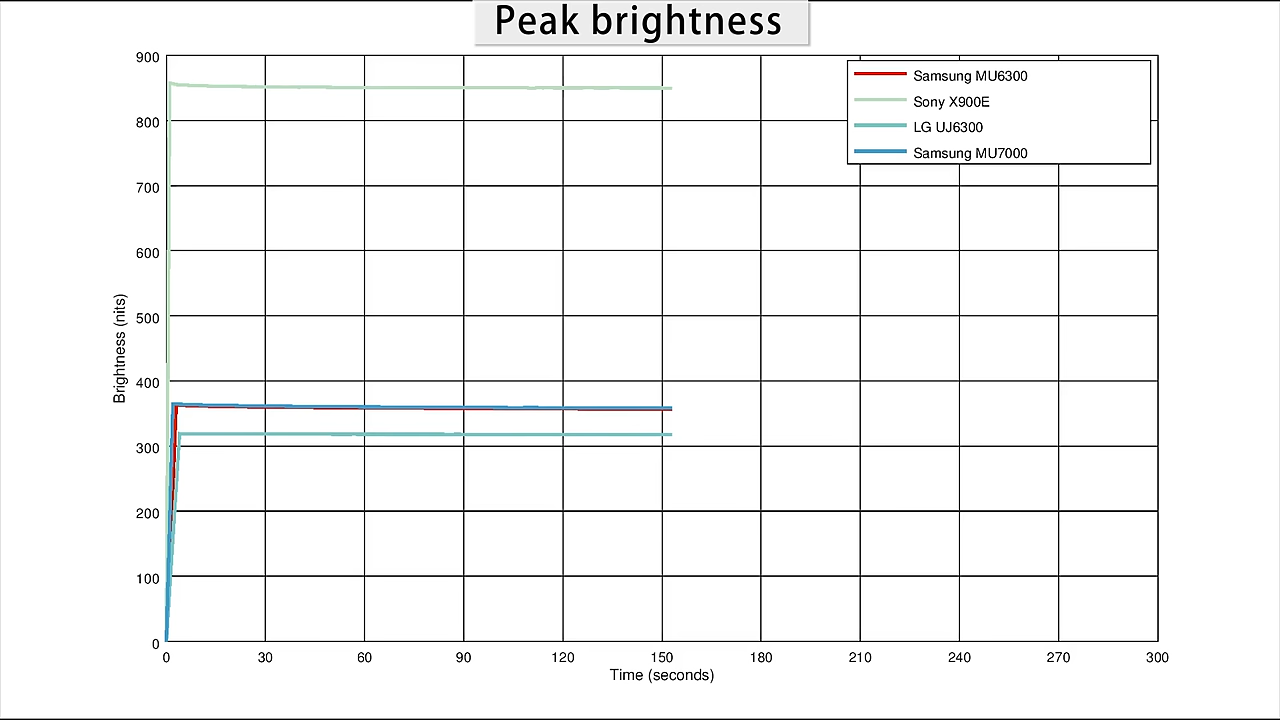 Peak brightness
900
800
700
600
500
400
300
200
100
0
Brightness (nits)
Samsung MU6300
Sony X900E
LG UJ6300
Samsung MU7000
0 30 60 90 120 150 180 210 240 270 300
Time (seconds)